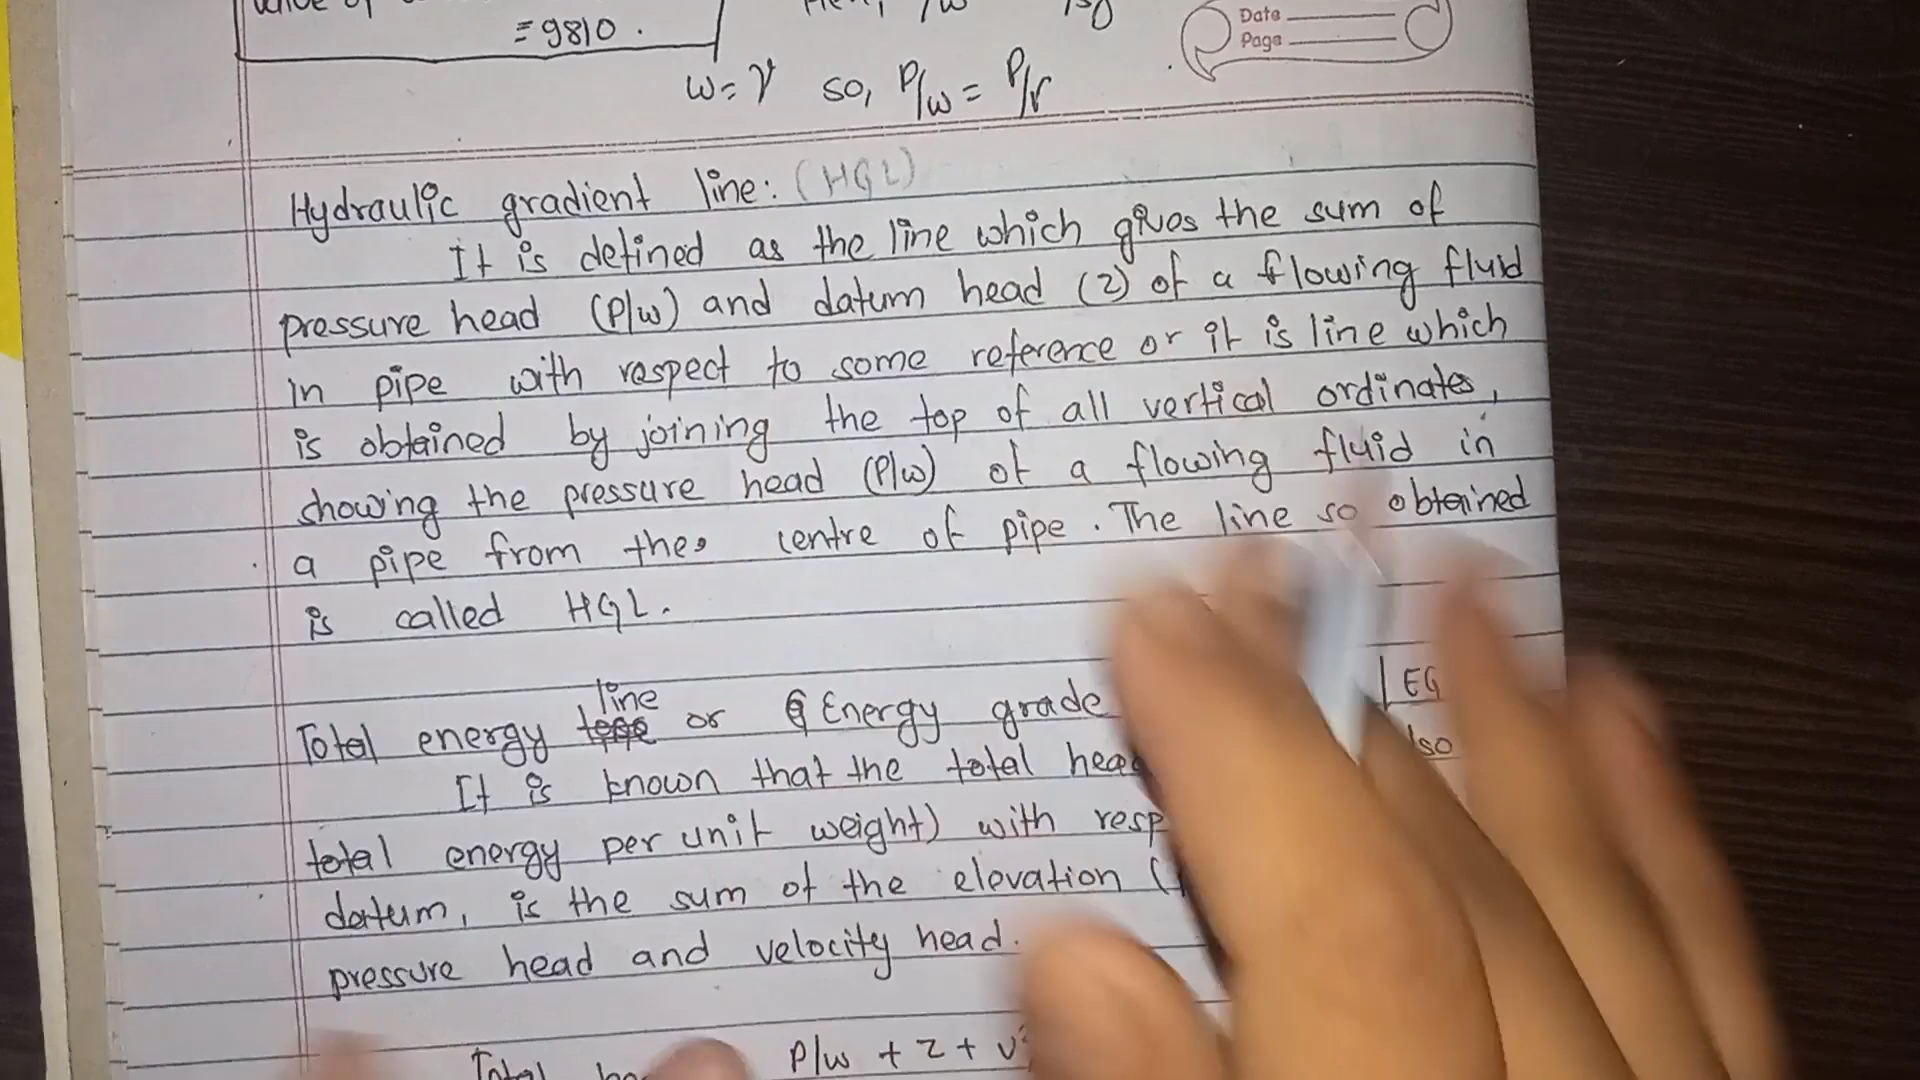 = 9810.
Date
Page
w = γ so, P/w = P/r
Hydraulic gradient line: (HGL)
It is defined as the line which gives the sum of
pressure head (P/w) and datum head (z) of a flowing fluid
in pipe with respect to some reference or it is line which
is obtained by joining the top of all vertical ordinates,
showing the pressure head (P/w) of a flowing fluid in
a pipe from the centre of pipe. The line so obtained
is called HGL.
line
Total energy or Energy grade EG
It is known that the total
total energy per unit weight) with
datum, is the sum of the elevation
pressure head and velocity head.
Total P/w + z +